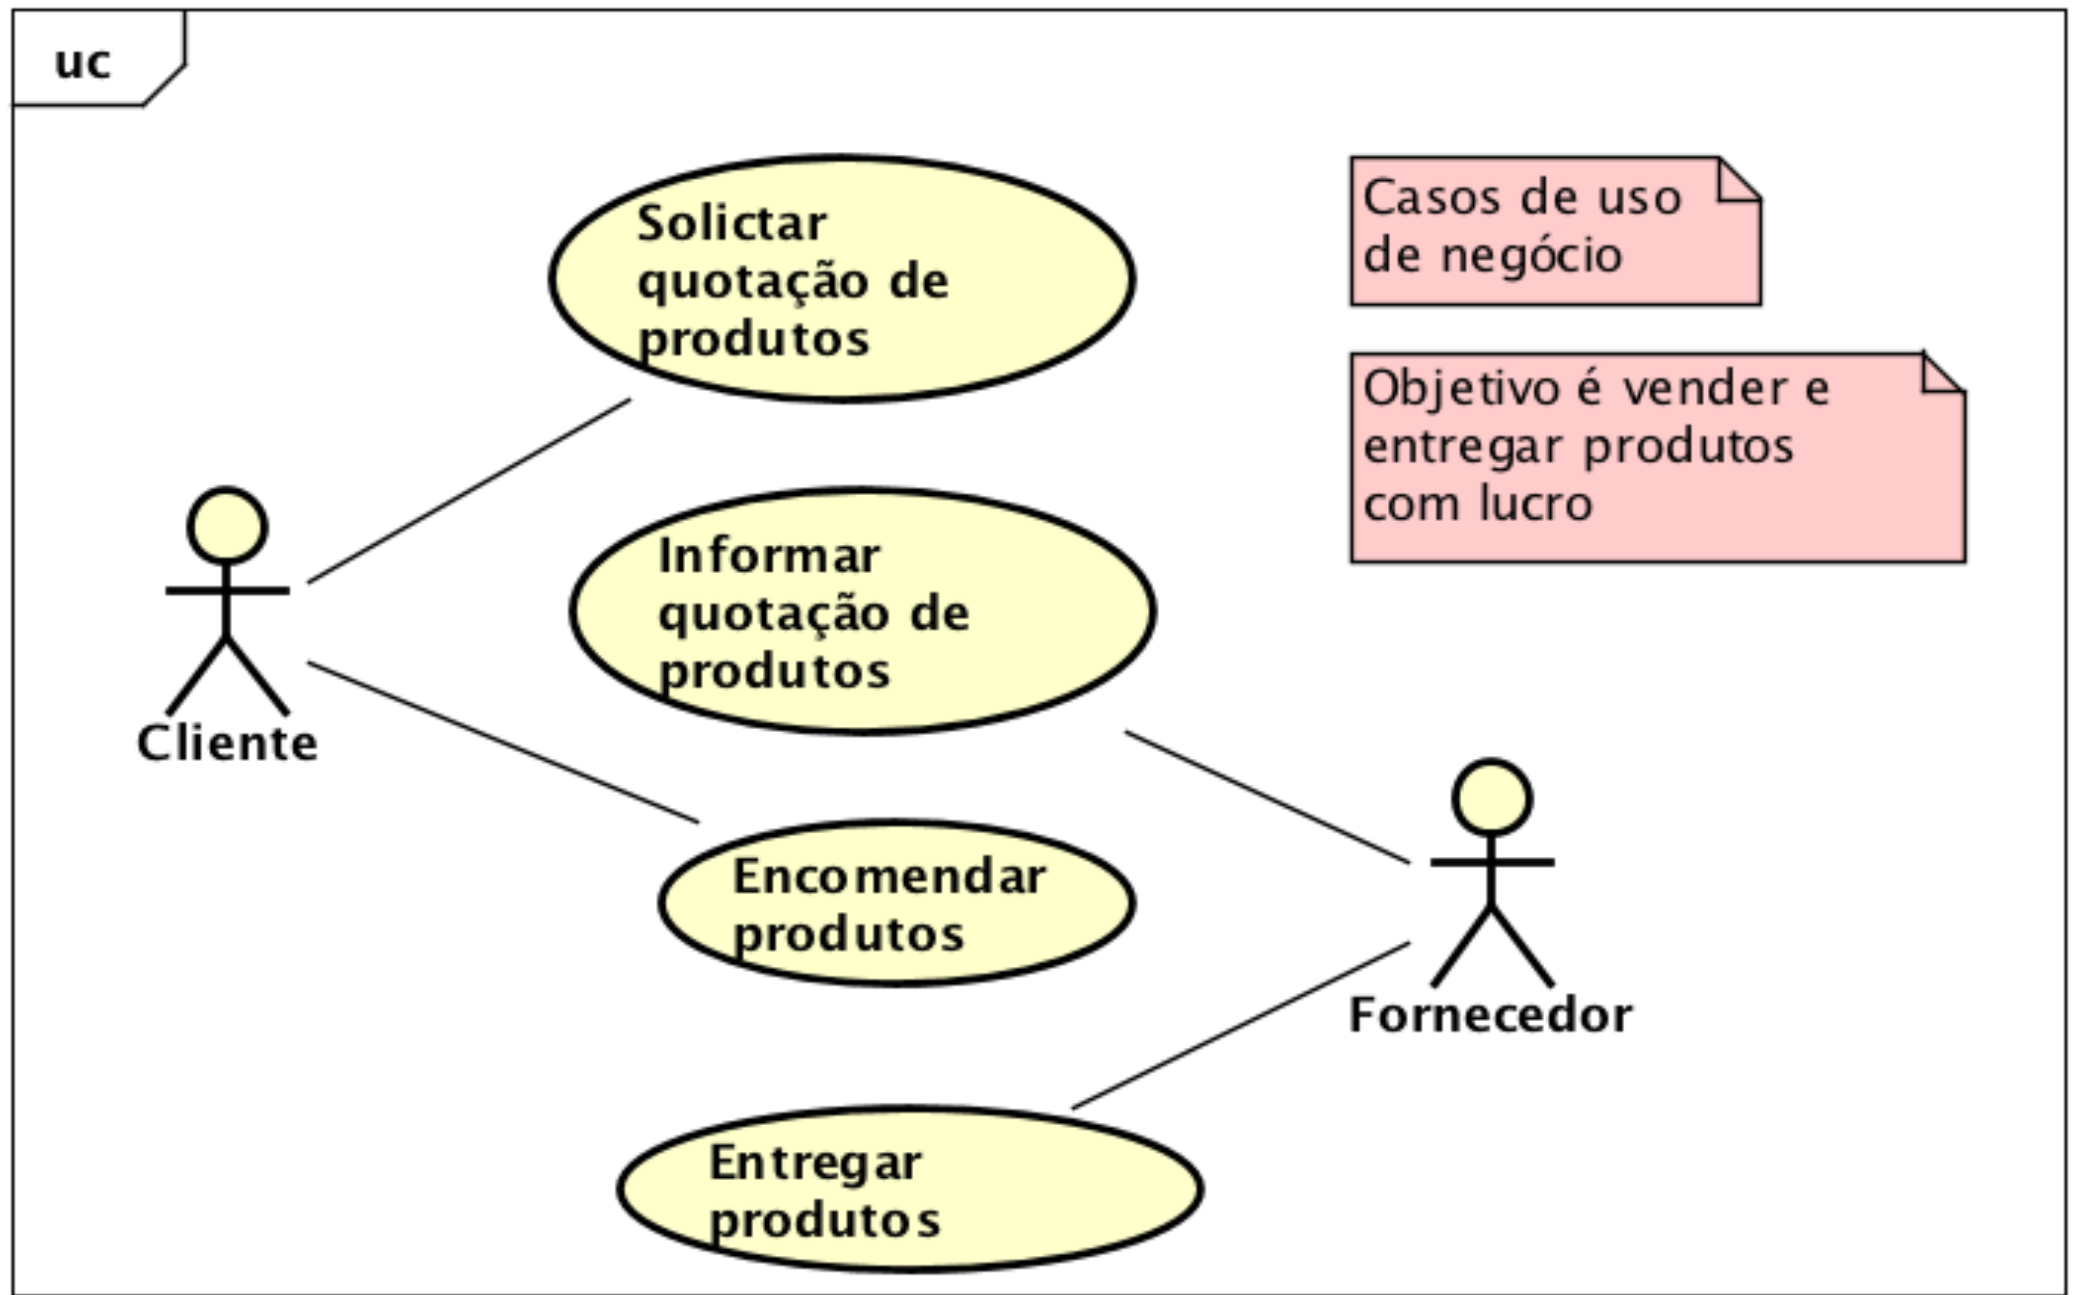 uc
Solictar
quotação de
produtos
Casos de uso
de negócio
Objetivo é vender e
entregar produtos
com lucro
Informar
quotação de
produtos
Cliente
Encomendar
produtos
Fornecedor
Entregar
produtos